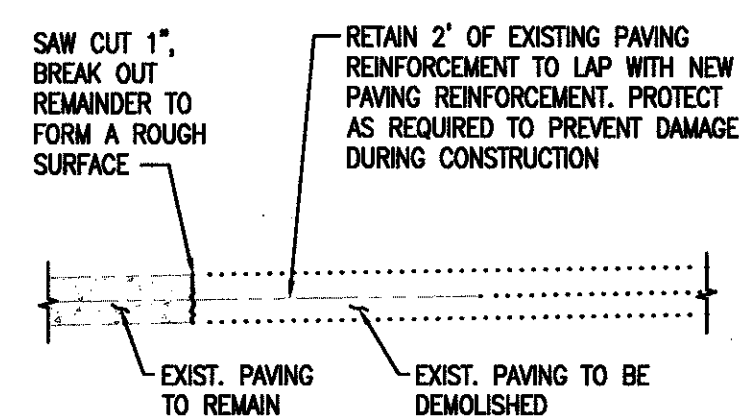 SAW CUT 1",
BREAK OUT
REMAINDER TO
FORM A ROUGH
SURFACE
RETAIN 2' OF EXISTING PAVING
REINFORCEMENT TO LAP WITH NEW
PAVING REINFORCEMENT. PROTECT
AS REQUIRED TO PREVENT DAMAGE
DURING CONSTRUCTION
EXIST. PAVING
TO REMAIN
EXIST. PAVING TO BE
DEMOLISHED